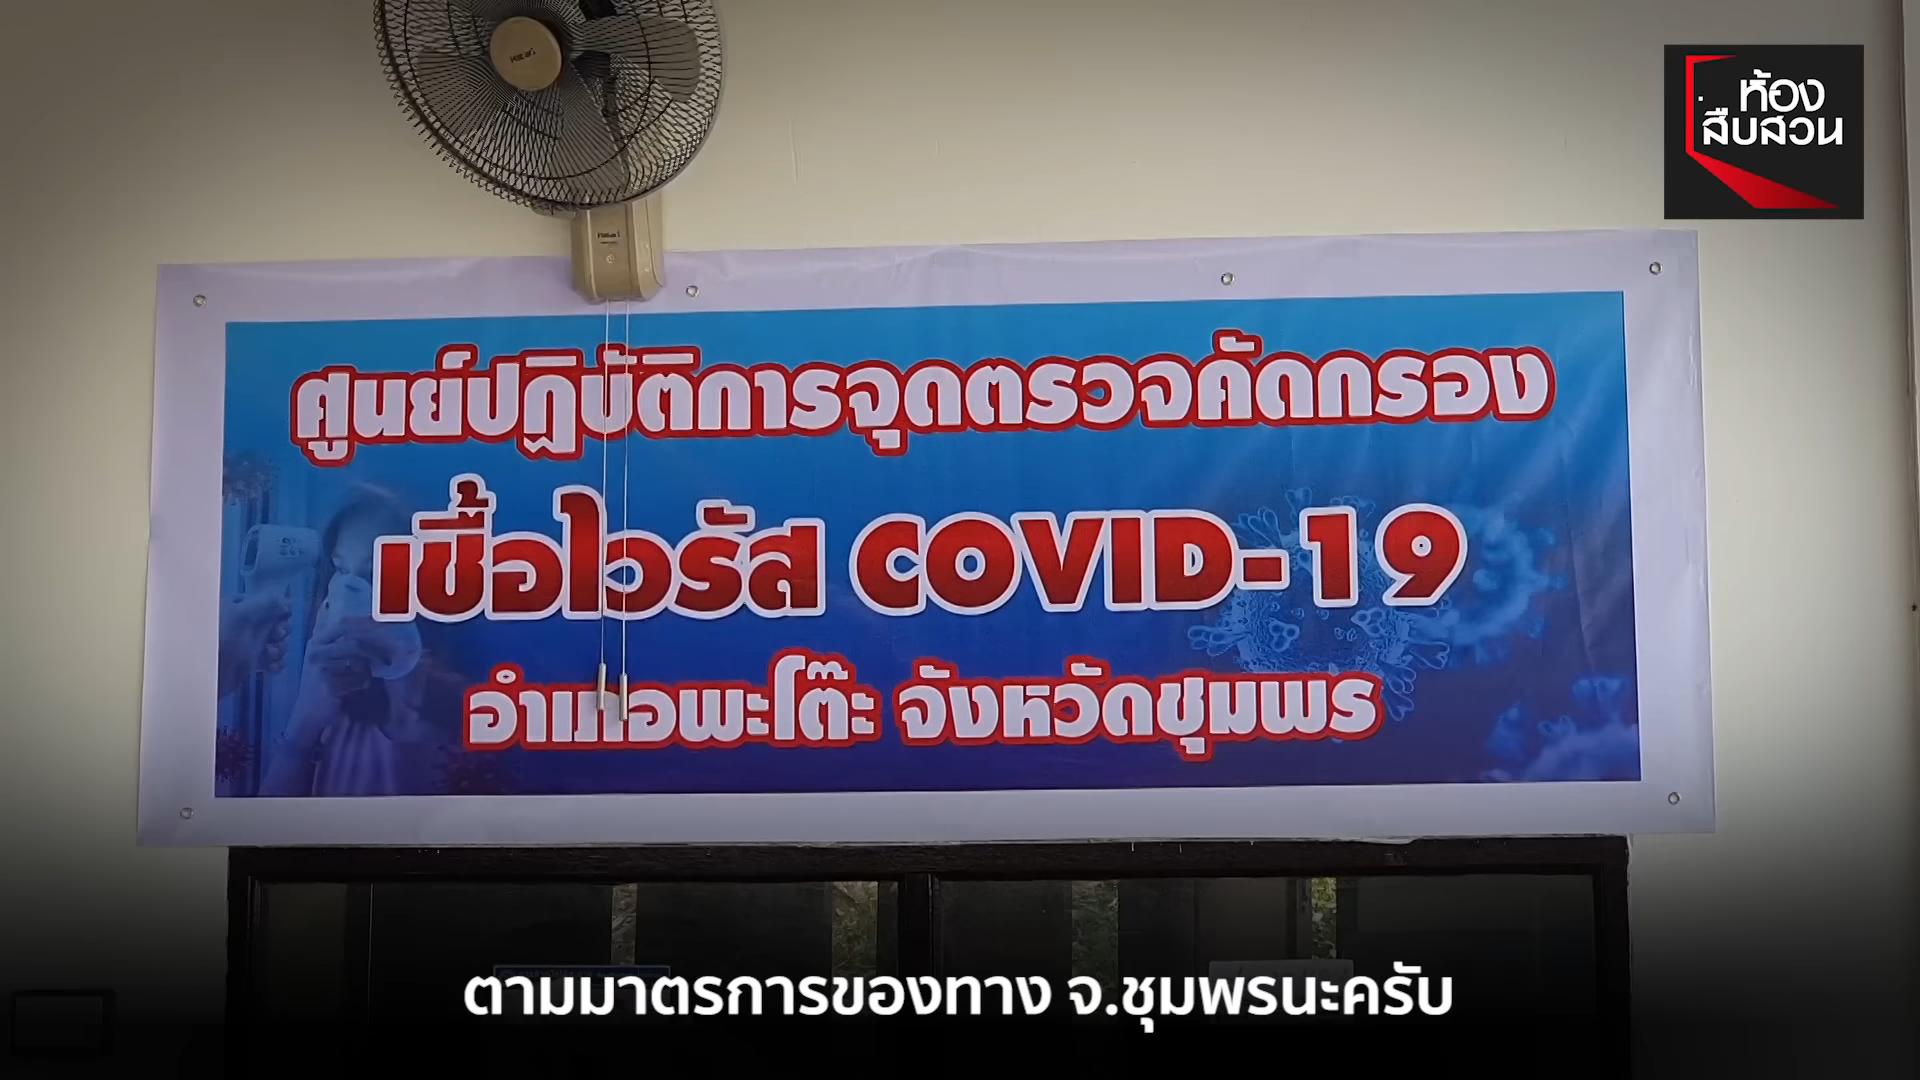 Hatari
ห้อง
สืบสวน
Hatari
ศูนย์ปฏิบัติการจุดตรวจคัดกรอง
เชื้อไวรัส COVID-19
อำเภอพะโต๊ะ จังหวัดชุมพร
ตามมาตรการของทาง จ.ชุมพรนะครับ